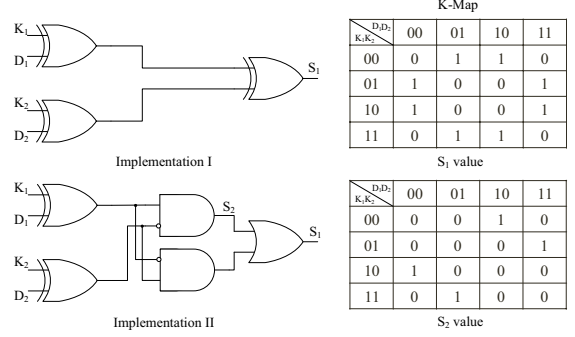 K-Map
K₁
D₁
K₂
D₂
S₁
Implementation I
D₁D₂
K₁K₂
00 01 10 11
00 0 1 1 0
01 1 0 0 1
10 1 0 0 1
11 0 1 1 0
S₁ value
K₁
D₁
K₂
D₂
S₂
S₁
Implementation II
D₁D₂
K₁K₂
00 01 10 11
00 0 0 1 0
01 0 0 0 1
10 1 0 0 0
11 0 1 0 0
S₂ value